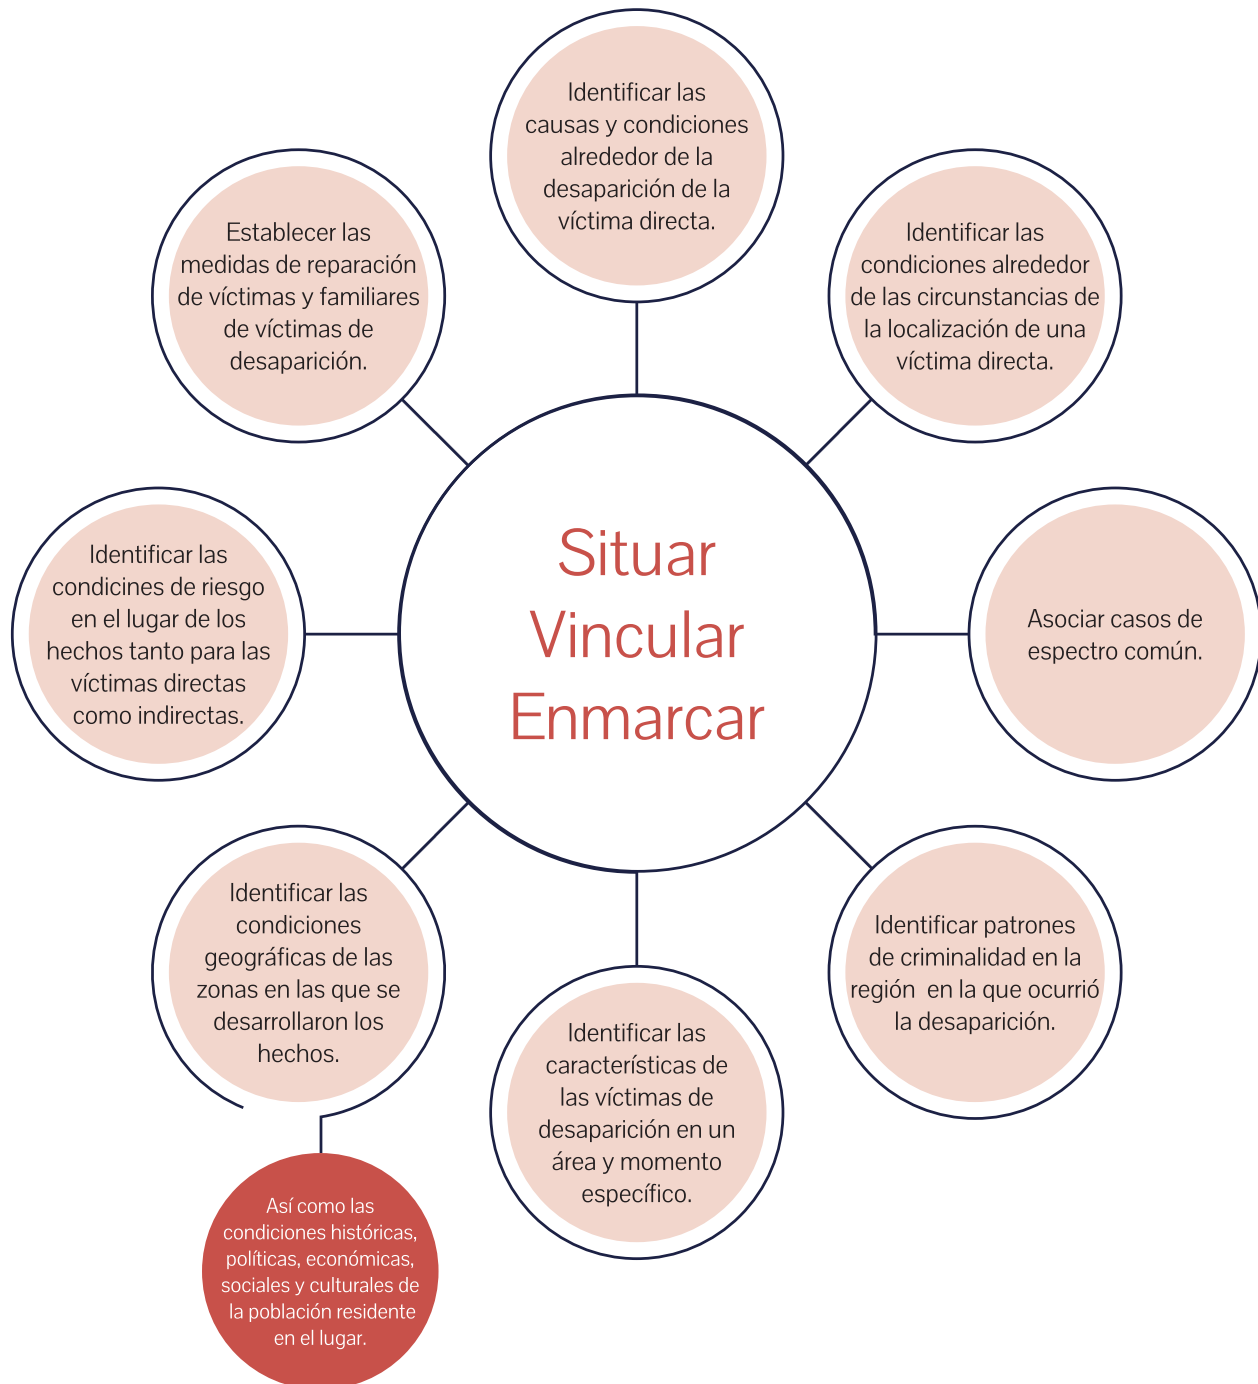 Identificar las
causas y condiciones
alrededor de la
desaparición de la
víctima directa.
Identificar las
condiciones alrededor
de las circunstancias de
la localización de una
víctima directa.
Asociar casos de
espectro común.
Identificar patrones
de criminalidad en la
región en la que ocurrió
la desaparición.
Identificar las
características de
las víctimas de
desaparición en un
área y momento
específico.
Identificar las
condiciones
geográficas de las
zonas en las que se
desarrollaron los
hechos.
Así como las
condiciones históricas,
políticas, económicas,
sociales y culturales de
la población residente
en el lugar.
Identificar las
condicines de riesgo
en el lugar de los
hechos tanto para las
víctimas directas
como indirectas.
Establecer las
medidas de reparación
de víctimas y familiares
de víctimas de
desaparición.
Situar
Vincular
Enmarcar